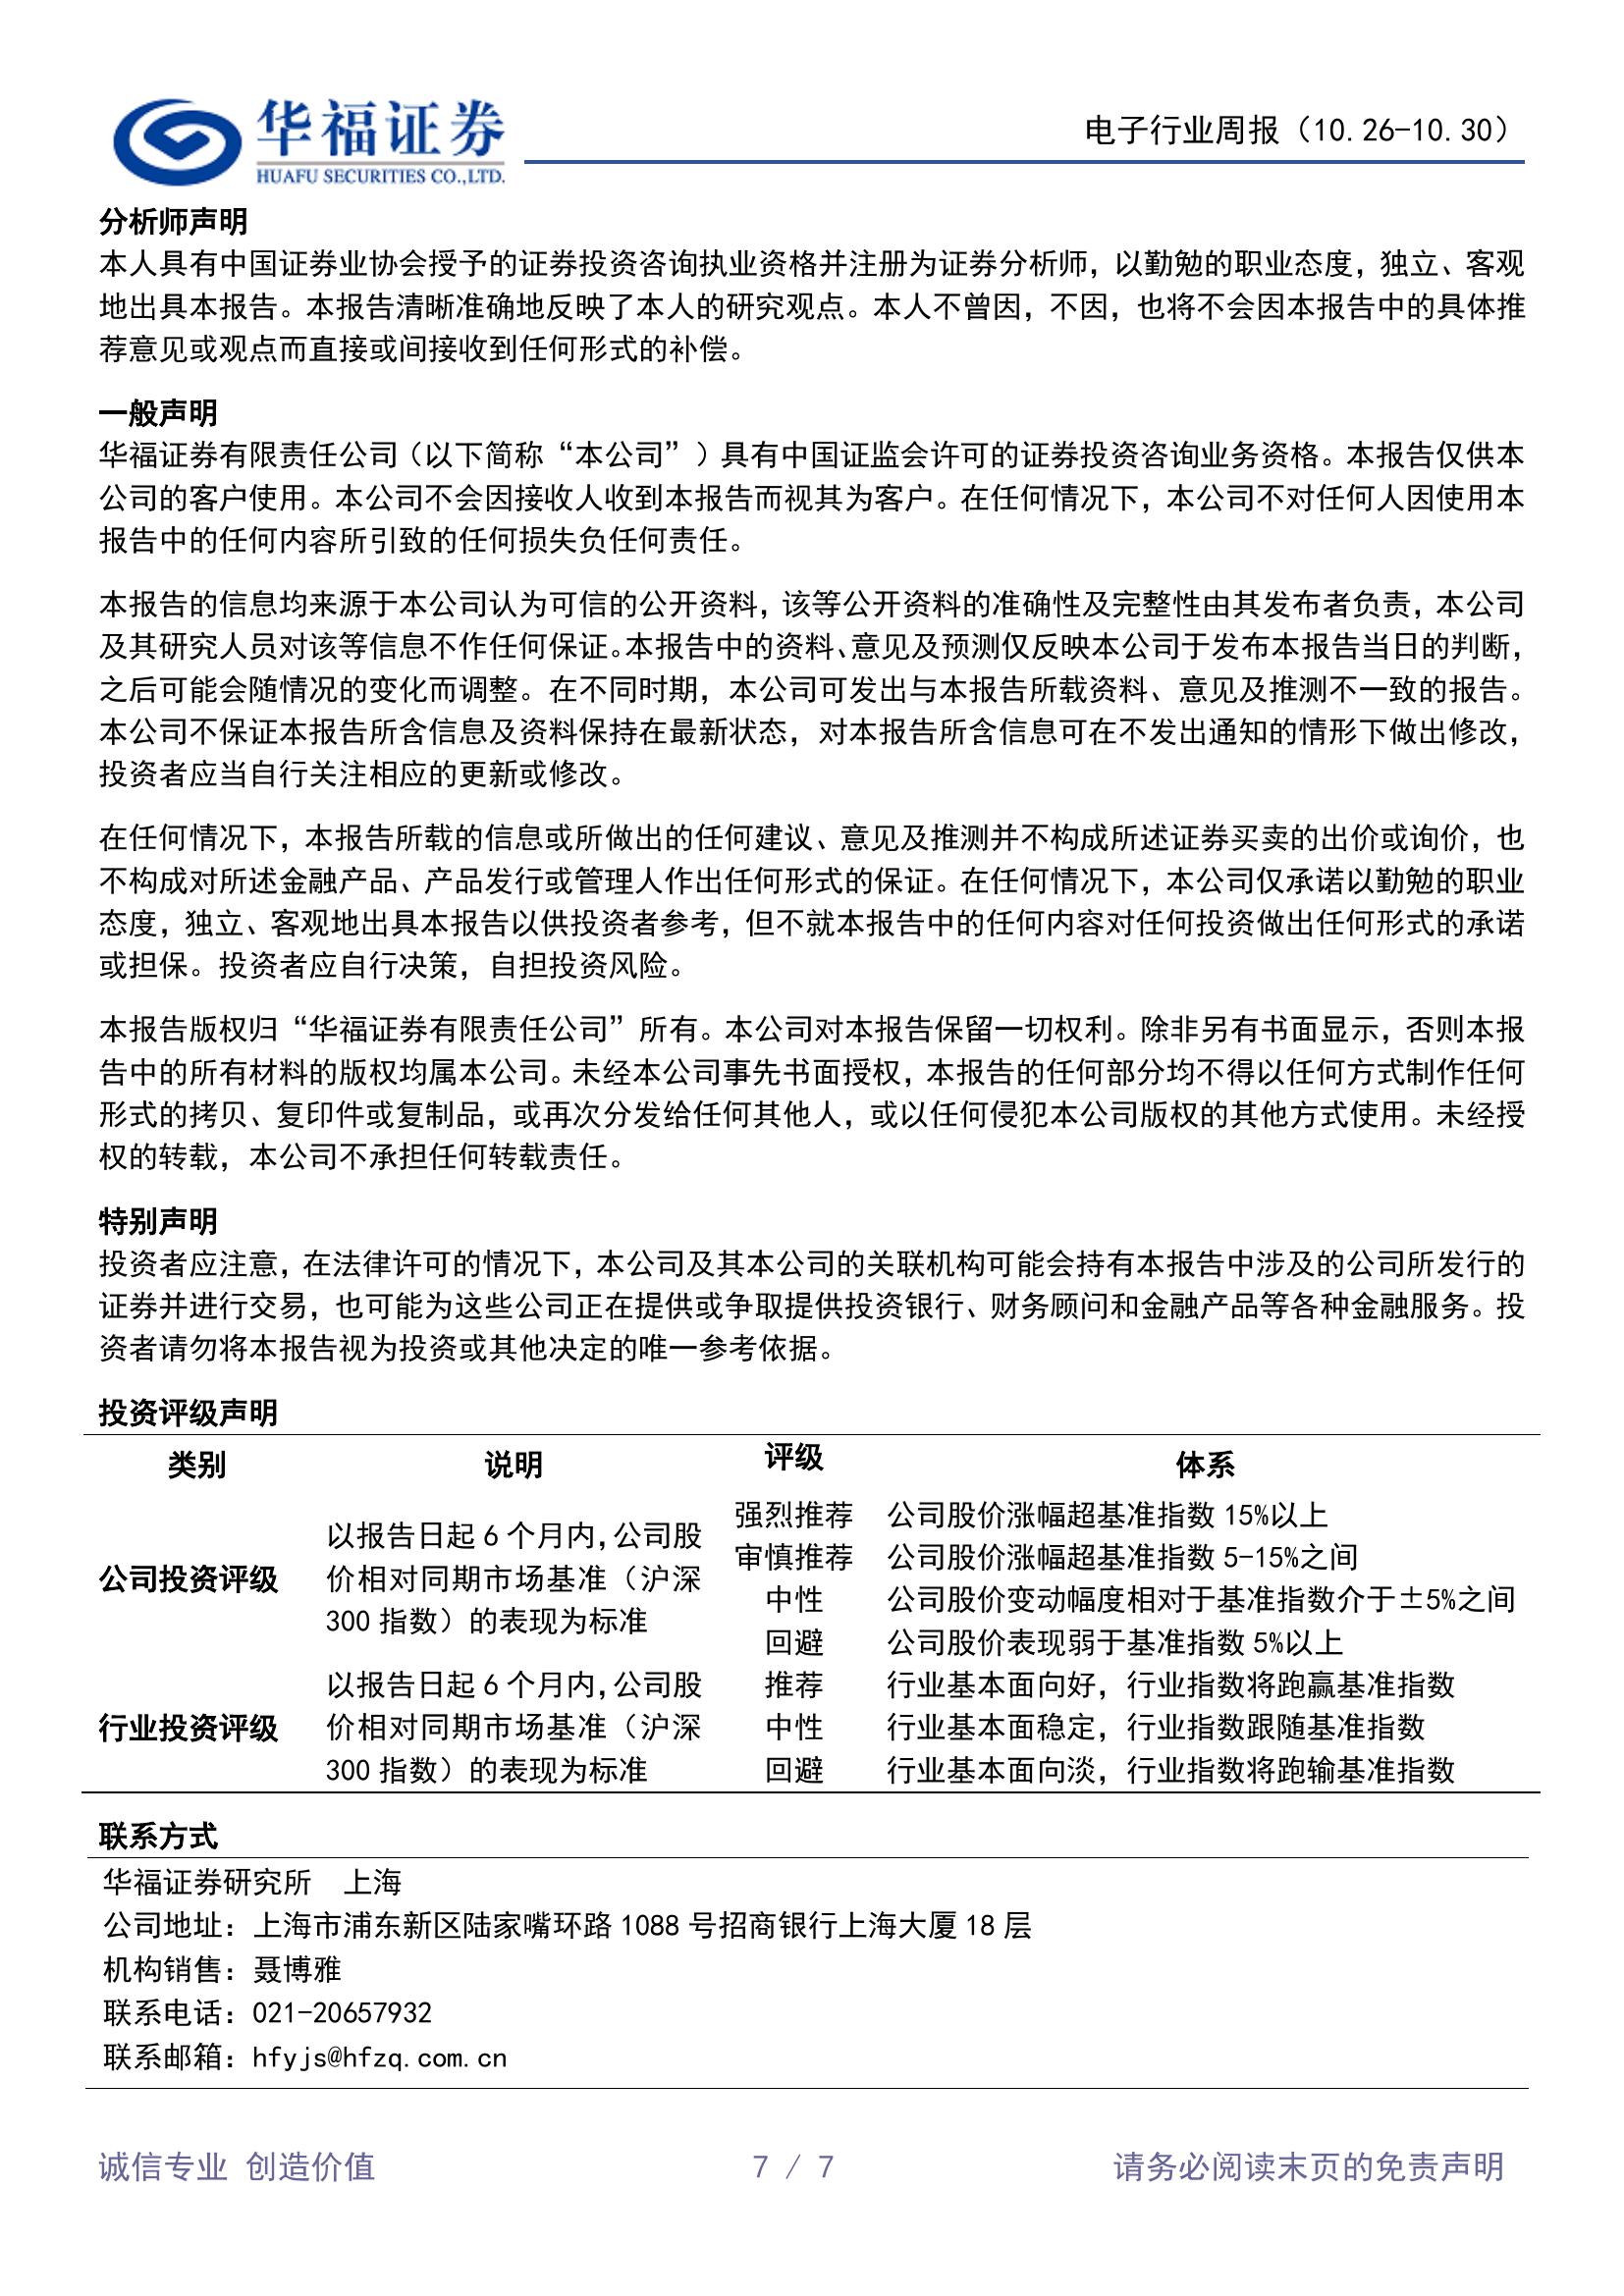 华福证券
HUAFU SECURITIES CO.,LTD.
电子行业周报（10.26-10.30）
分析师声明
本人具有中国证券业协会授予的证券投资咨询执业资格并注册为证券分析师，以勤勉的职业态度，独立、客观
地出具本报告。本报告清晰准确地反映了本人的研究观点。本人不曾因，不因，也将不会因本报告中的具体推
荐意见或观点而直接或间接收到任何形式的补偿。
一般声明
华福证券有限责任公司（以下简称“本公司”）具有中国证监会许可的证券投资咨询业务资格。本报告仅供本
公司的客户使用。本公司不会因接收人收到本报告而视其为客户。在任何情况下，本公司不对任何人因使用本
报告中的任何内容所引致的任何损失负任何责任。
本报告的信息均来源于本公司认为可信的公开资料，该等公开资料的准确性及完整性由其发布者负责，本公司
及其研究人员对该等信息不作任何保证。本报告中的资料、意见及预测仅反映本公司于发布本报告当日的判断，
之后可能会随情况的变化而调整。在不同时期，本公司可发出与本报告所载资料、意见及推测不一致的报告。
本公司不保证本报告所含信息及资料保持在最新状态，对本报告所含信息可在不发出通知的情形下做出修改，
投资者应当自行关注相应的更新或修改。
在任何情况下，本报告所载的信息或所做出的任何建议、意见及推测并不构成所述证券买卖的出价或询价，也
不构成对所述金融产品、产品发行或管理人作出任何形式的保证。在任何情况下，本公司仅承诺以勤勉的职业
态度，独立、客观地出具本报告以供投资者参考，但不就本报告中的任何内容对任何投资做出任何形式的承诺
或担保。投资者应自行决策，自担投资风险。
本报告版权归“华福证券有限责任公司”所有。本公司对本报告保留一切权利。除非另有书面显示，否则本报
告中的所有材料的版权均属本公司。未经本公司事先书面授权，本报告的任何部分均不得以任何方式制作任何
形式的拷贝、复印件或复制品，或再次分发给任何其他人，或以任何侵犯本公司版权的其他方式使用。未经授
权的转载，本公司不承担任何转载责任。
特别声明
投资者应注意，在法律许可的情况下，本公司及其本公司的关联机构可能会持有本报告中涉及的公司所发行的
证券并进行交易，也可能为这些公司正在提供或争取提供投资银行、财务顾问和金融产品等各种金融服务。投
资者请勿将本报告视为投资或其他决定的唯一参考依据。
投资评级声明
类别 说明 评级 体系
公司投资评级
以报告日起 6 个月内，公司股
价相对同期市场基准（沪深
300 指数）的表现为标准
强烈推荐 公司股价涨幅超基准指数 15%以上
审慎推荐 公司股价涨幅超基准指数 5-15%之间
中性 公司股价变动幅度相对于基准指数介于±5%之间
回避 公司股价表现弱于基准指数 5%以上
行业投资评级
以报告日起 6 个月内，公司股
价相对同期市场基准（沪深
300 指数）的表现为标准
推荐 行业基本面向好，行业指数将跑赢基准指数
中性 行业基本面稳定，行业指数跟随基准指数
回避 行业基本面向淡，行业指数将跑输基准指数
联系方式
华福证券研究所 上海
公司地址：上海市浦东新区陆家嘴环路 1088 号招商银行上海大厦 18 层
机构销售：聂博雅
联系电话：021-20657932
联系邮箱：hfyjs@hfzq.com.cn
诚信专业 创造价值 7 / 7 请务必阅读末页的免责声明